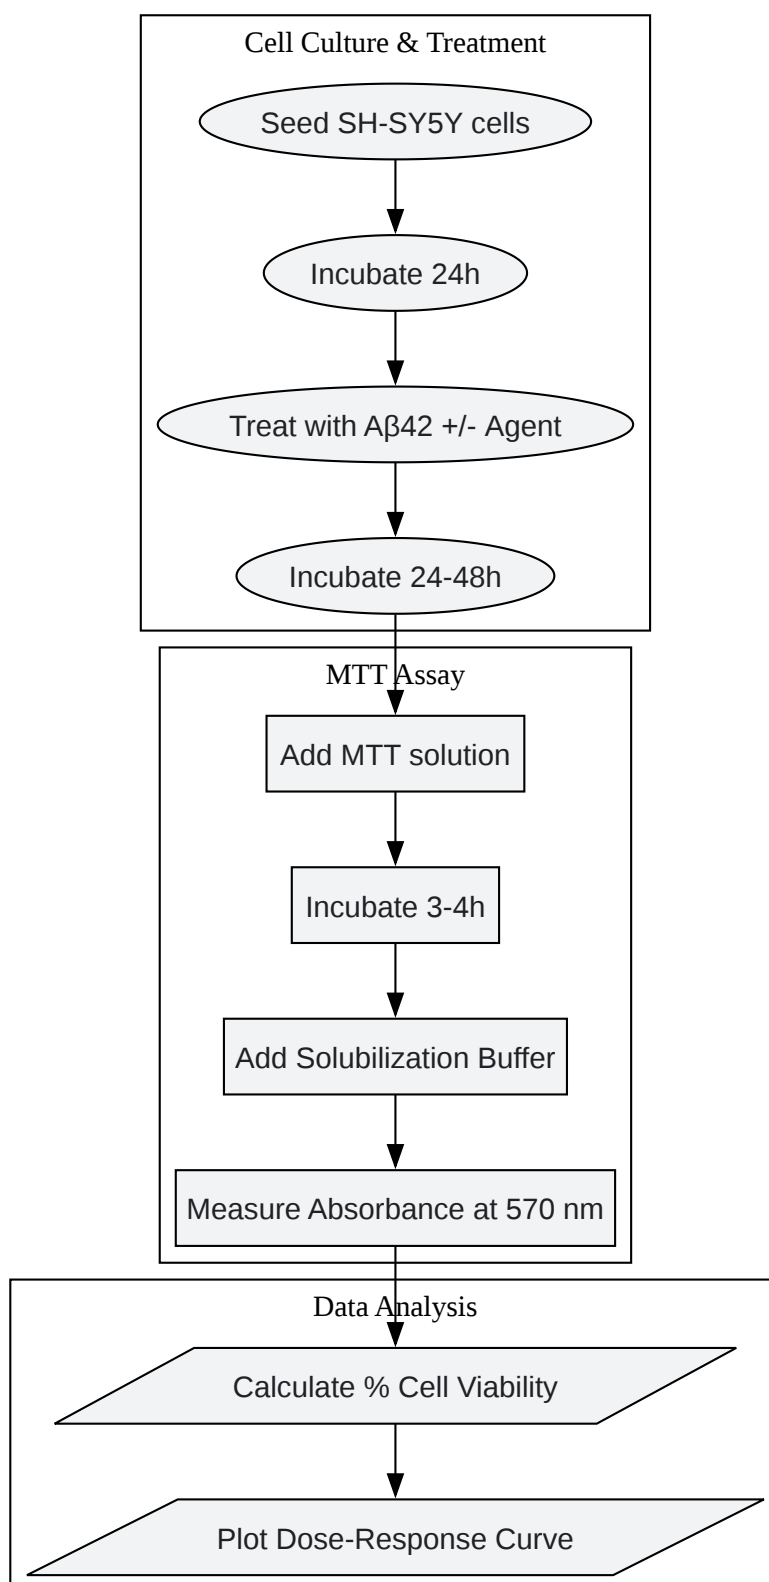 Cell Culture & Treatment
Seed SH-SY5Y cells
Incubate 24h
Treat with Aβ42 +/- Agent
Incubate 24-48h
MTT Assay
Add MTT solution
Incubate 3-4h
Add Solubilization Buffer
Measure Absorbance at 570 nm
Data Analysis
Calculate % Cell Viability
Plot Dose-Response Curve